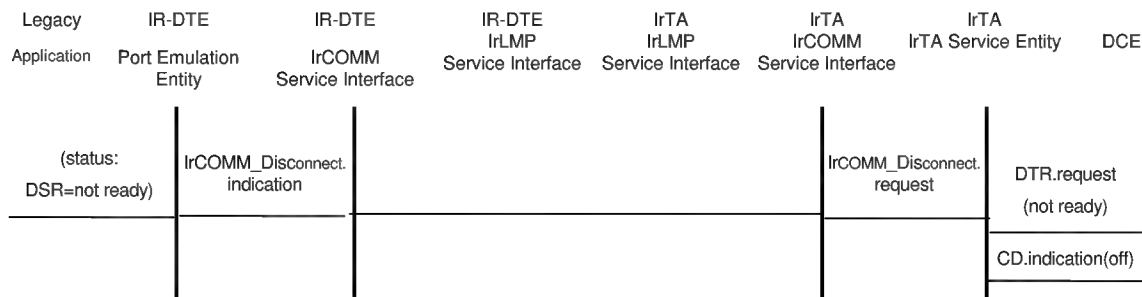 Legacy
Application
IR-DTE
Port Emulation
Entity
IR-DTE
IrCOMM
Service Interface
IR-DTE
IrLMP
Service Interface
IrTA
IrLMP
Service Interface
IrTA
IrCOMM
Service Interface
IrTA
IrTA Service Entity
DCE
(status:
DSR=not ready)
IrCOMM_Disconnect.
indication
IrCOMM_Disconnect.
request
DTR.request
(not ready)
CD.indication(off)